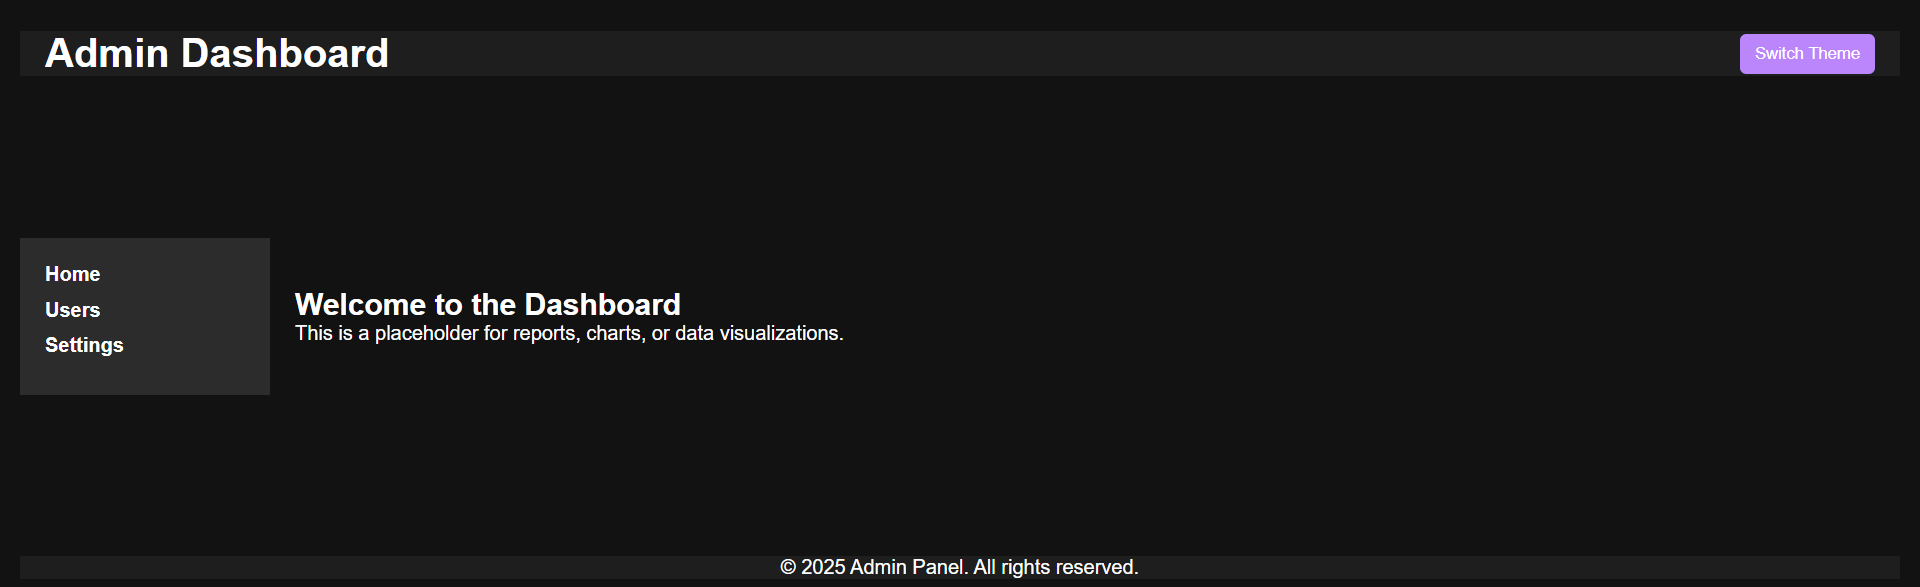 Admin Dashboard
Switch Theme
Home
Users
Settings
Welcome to the Dashboard
This is a placeholder for reports, charts, or data visualizations.
© 2025 Admin Panel. All rights reserved.